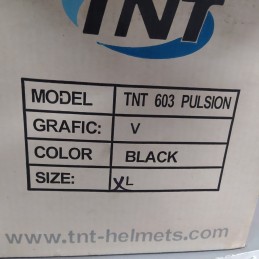 TNT
MODEL TNT 603 PULSION
GRAFIC: V
COLOR BLACK
SIZE: XL
www.tnt-helmets.com